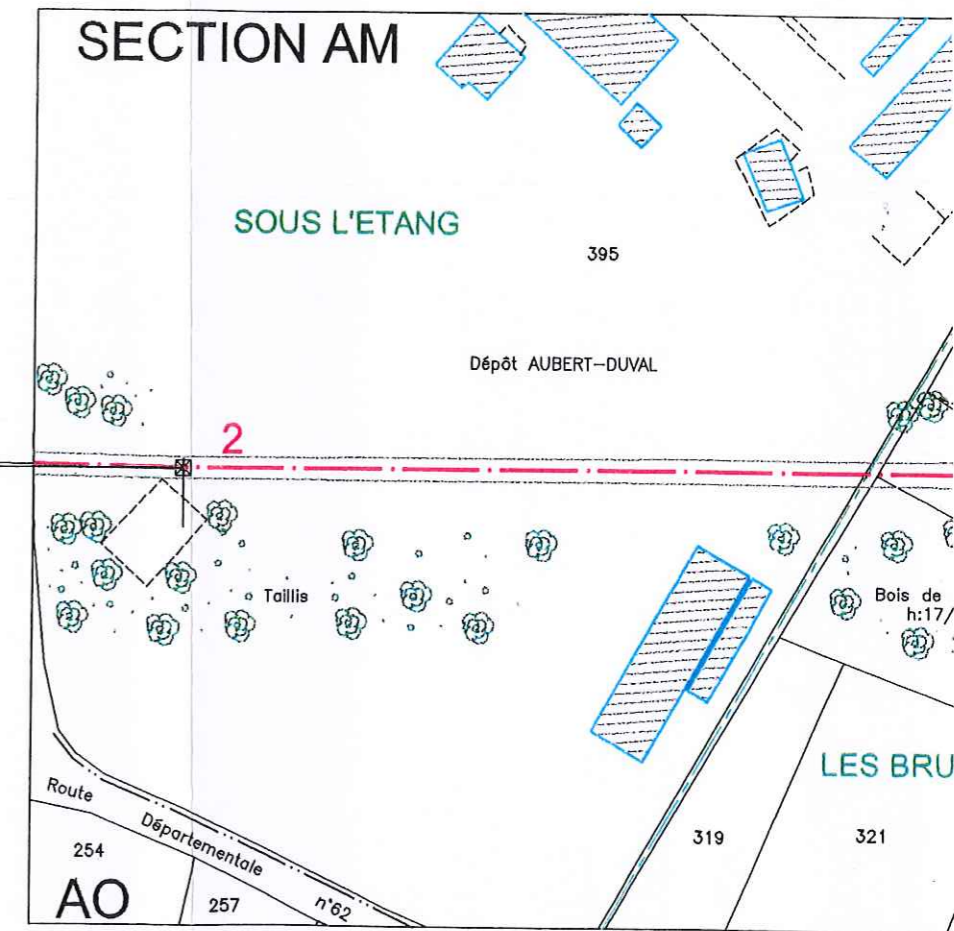 SECTION AM
SOUS L'ETANG
395
Dépôt AUBERT-DUVAL
2
Taillis
Bois de
h:17/
LES BRU
Route Départementale n°62
319
321
254
257
AO